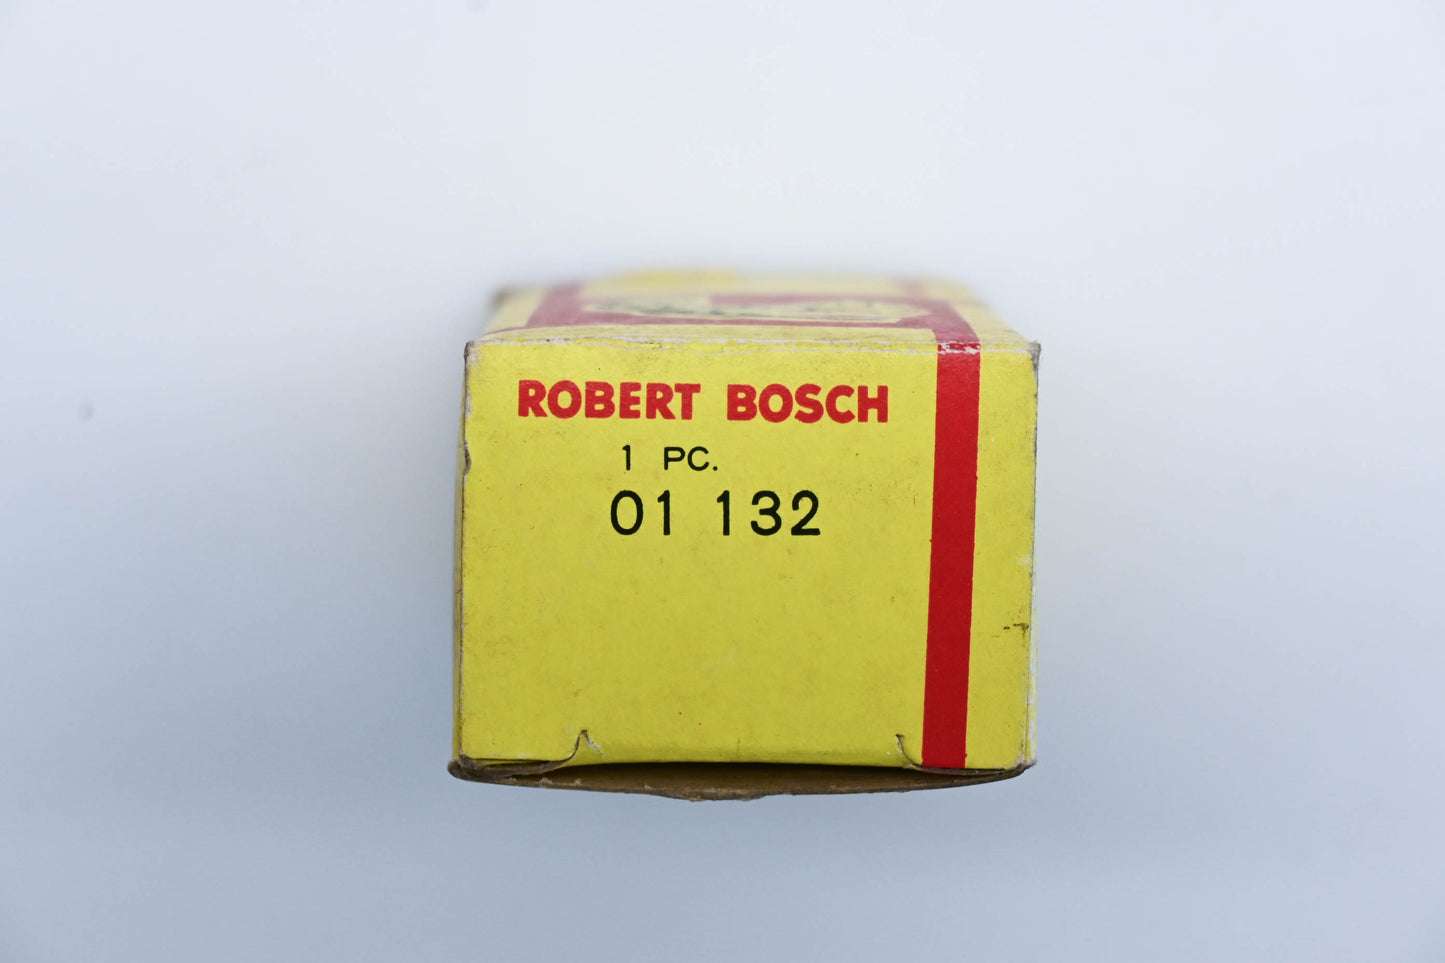 ROBERT BOSCH
1 PC.
01 132